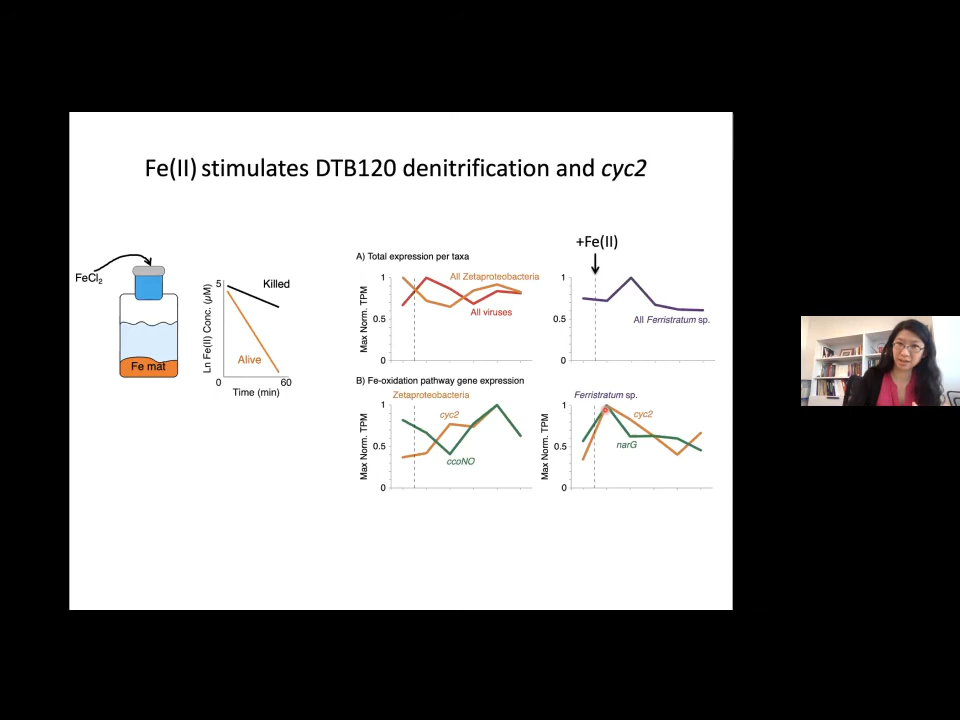 Fe(II) stimulates DTB120 denitrification and cyc2
+Fe(II)
FeCl2
Fe mat
5
Ln Fe(II) Conc. (µM)
Killed
Alive
0
60
Time (min)
A) Total expression per taxa
Max Norm. TPM
1
0.5
0
All Zetaproteobacteria
All viruses
1
0.5
0
All Ferristratum sp.
B) Fe-oxidation pathway gene expression
Zetaproteobacteria
Max Norm. TPM
1
0.5
0
cyc2
ccoNO
Ferristratum sp.
Max Norm. TPM
1
0.5
0
cyc2
narG